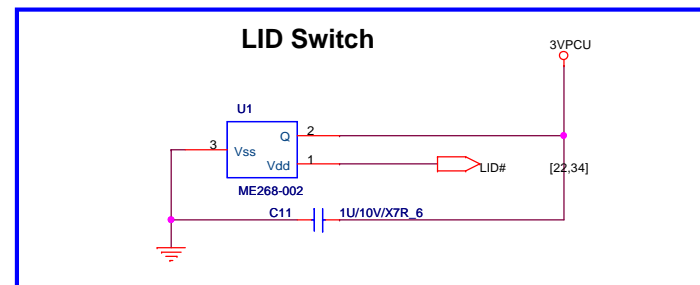 LID Switch
3VPCU
U1
Q 2
3 Vss
Vdd 1
LID# [22,34]
ME268-002
C11 1U/10V/X7R_6